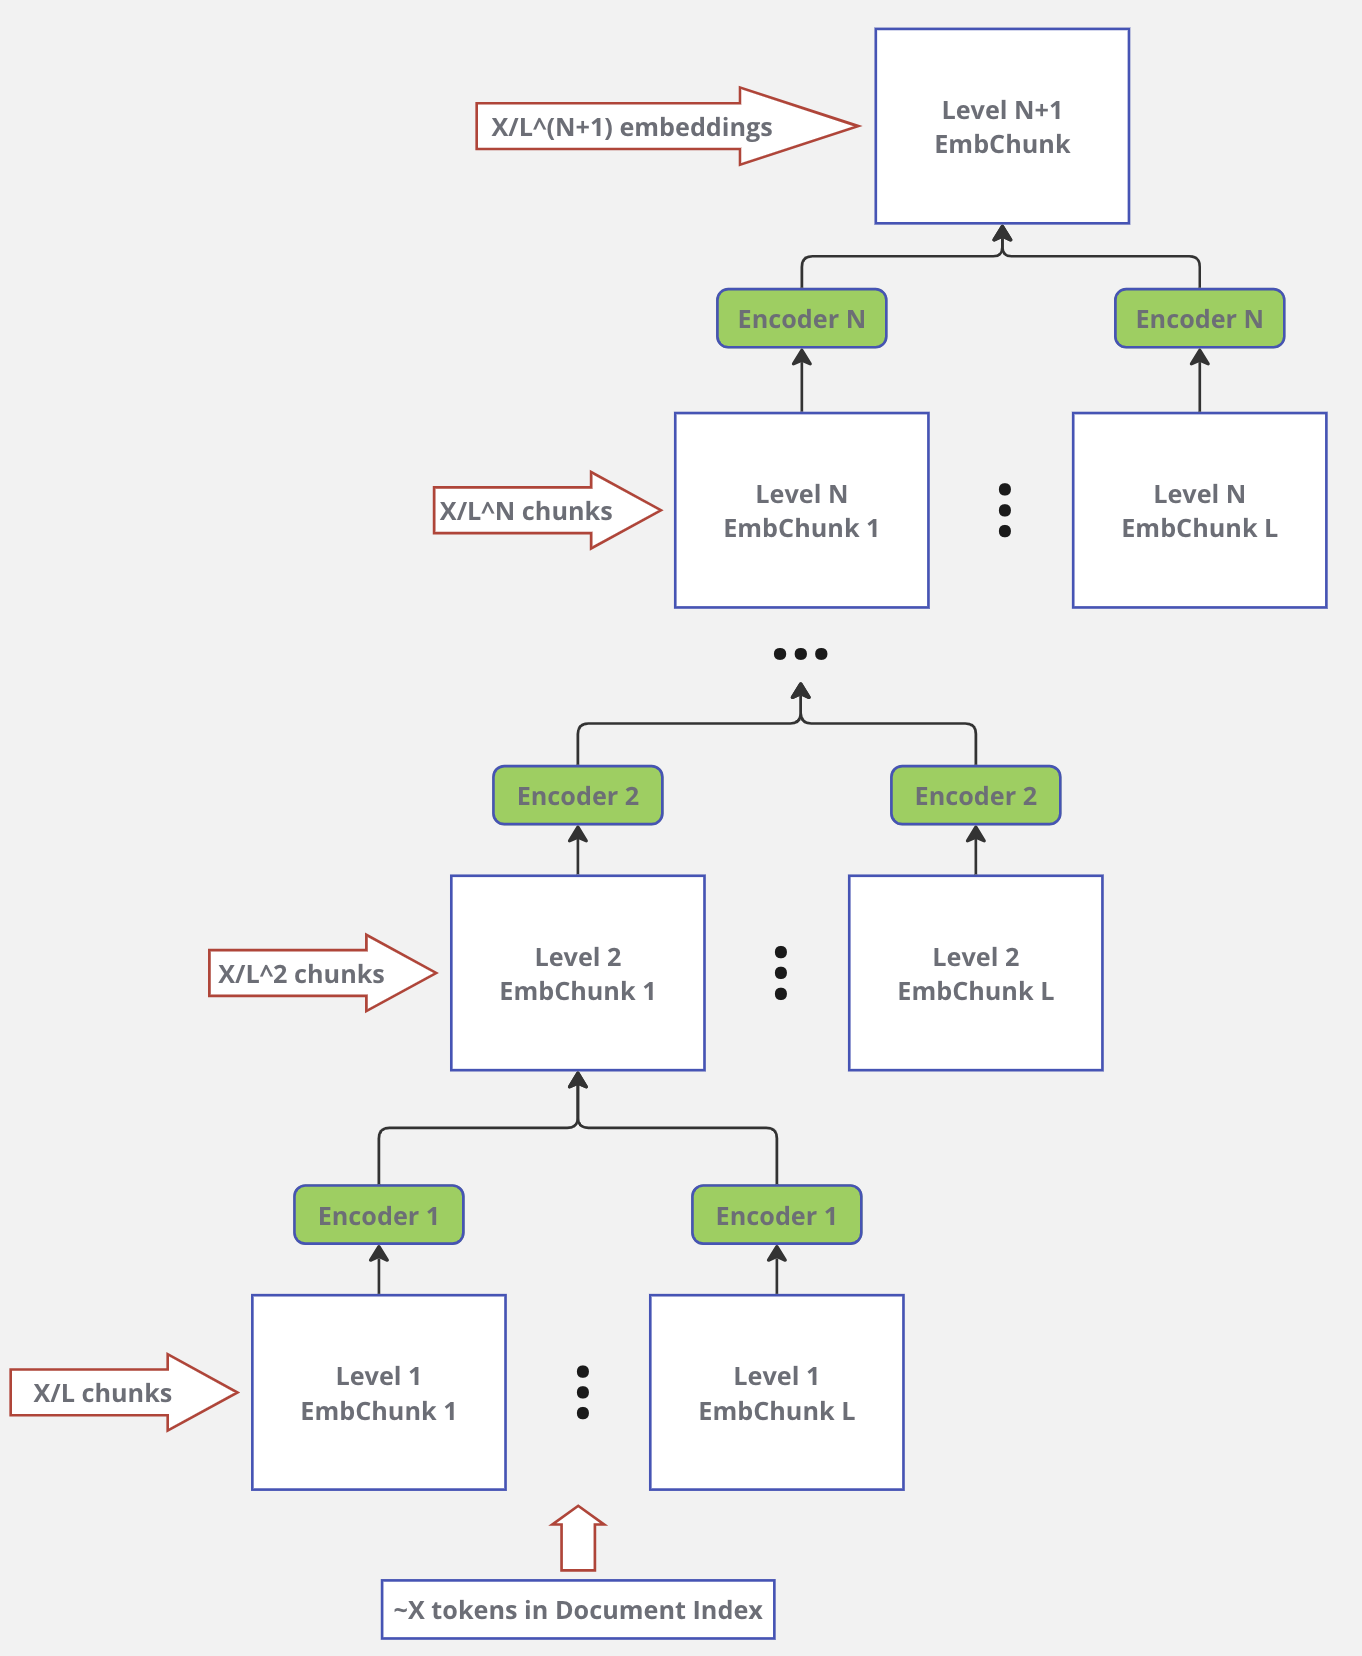 Level N+1
EmbChunk
X/L^(N+1) embeddings
Encoder N
Encoder N
Level N
EmbChunk 1
Level N
EmbChunk L
X/L^N chunks
Encoder 2
Encoder 2
Level 2
EmbChunk 1
Level 2
EmbChunk L
X/L^2 chunks
Encoder 1
Encoder 1
Level 1
EmbChunk 1
Level 1
EmbChunk L
X/L chunks
~X tokens in Document Index